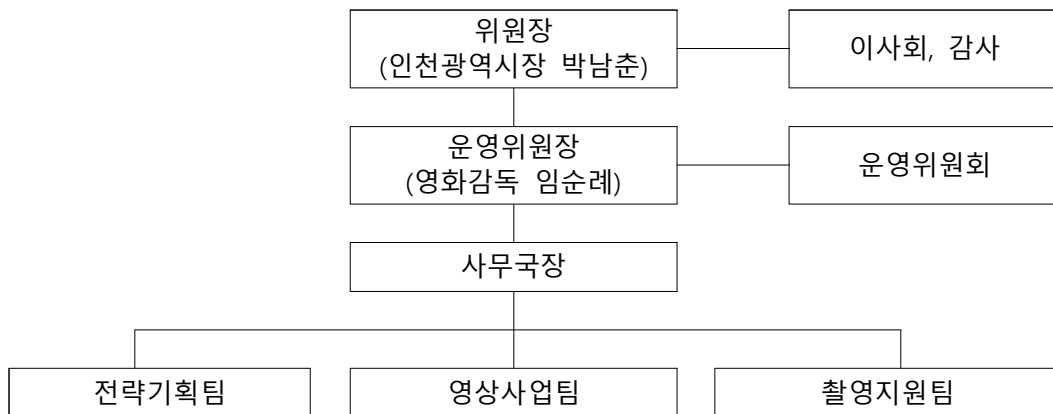 위원장
(인천광역시장 박남춘)
이사회, 감사
운영위원장
(영화감독 임순례)
운영위원회
사무국장
전략기획팀
영상사업팀
촬영지원팀